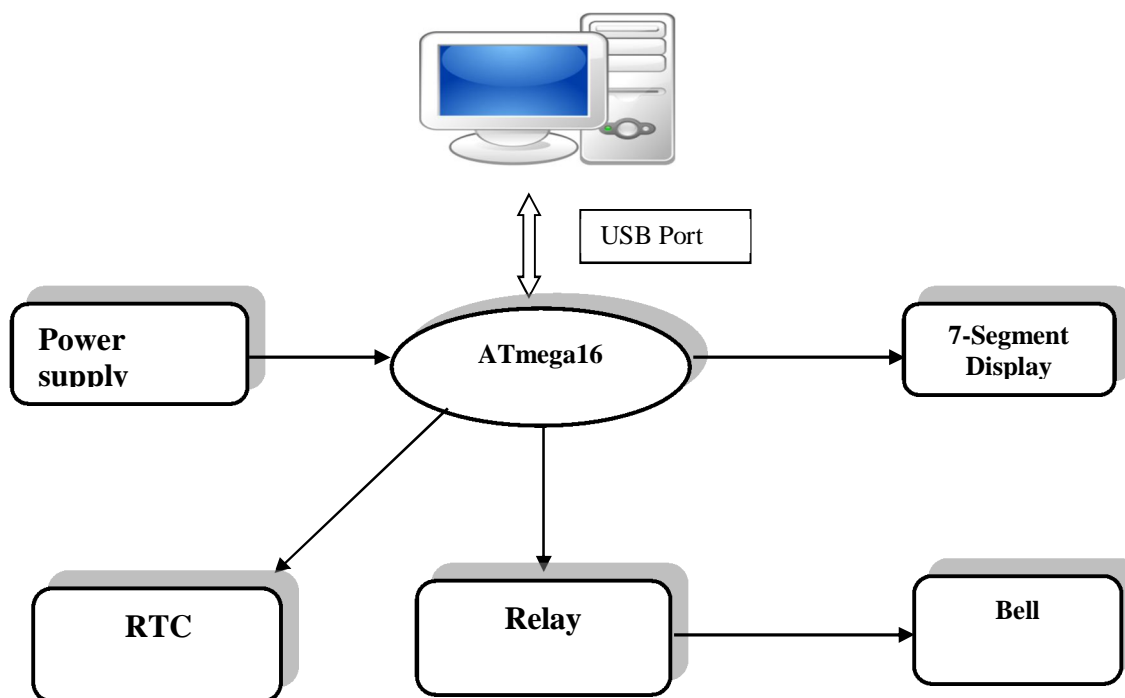 USB Port
Power
supply
ATmega16
7-Segment
Display
RTC
Relay
Bell